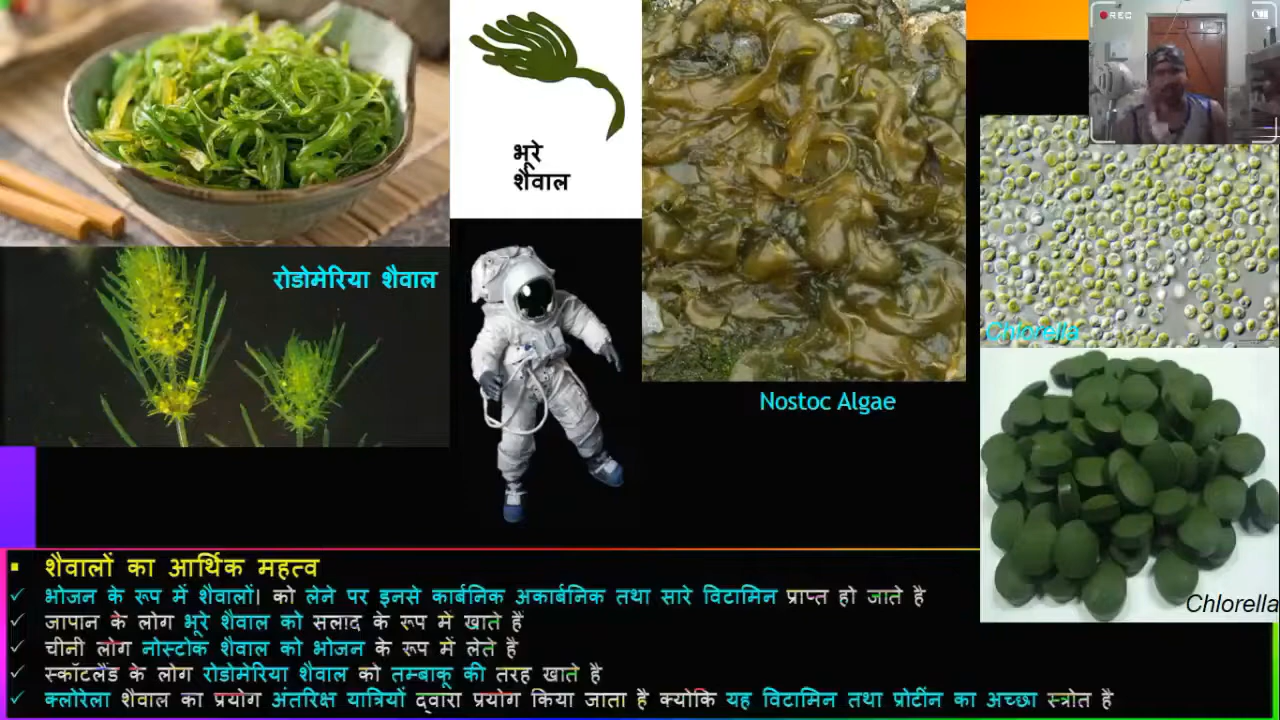 REC
भूरे
शैवाल
रोडोमेरिया शैवाल
Nostoc Algae
Chlorella
Chlorella
शैवालों का आर्थिक महत्व
भोजन के रूप में शैवालों। को लेने पर इनसे कार्बनिक अकार्बनिक तथा सारे विटामिन प्राप्त हो जाते है
जापान के लोग भूरे शैवाल को सलाद के रूप में खाते हैं
चीनी लोग नोस्टोक शैवाल को भोजन के रूप में लेते है
स्कॉटलैंड के लोग रोडोमेरिया शैवाल को तम्बाकू की तरह खाते है
क्लोरेला शैवाल का प्रयोग अंतरिक्ष यात्रियों द्वारा प्रयोग किया जाता है क्योकि यह विटामिन तथा प्रोटीन का अच्छा स्त्रोत है